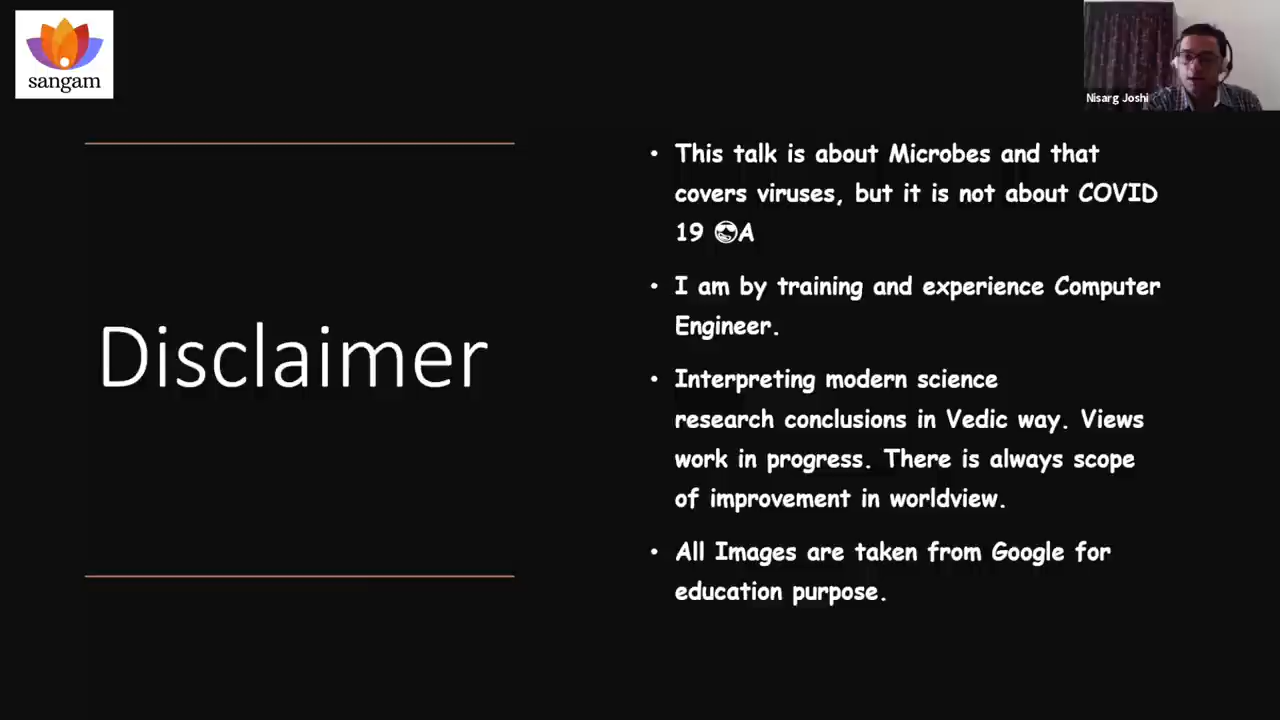 sangam
Nisarg Joshi
Disclaimer
• This talk is about Microbes and that
covers viruses, but it is not about COVID
19 😎A
• I am by training and experience Computer
Engineer.
• Interpreting modern science
research conclusions in Vedic way. Views
work in progress. There is always scope
of improvement in worldview.
• All Images are taken from Google for
education purpose.